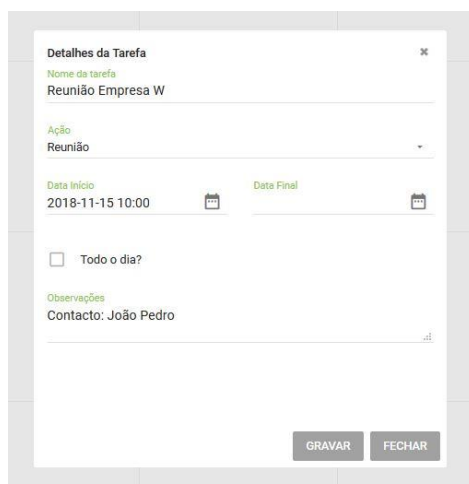 Detalhes da Tarefa
Nome da tarefa
Reunião Empresa W
Ação
Reunião
Data Início Data Final
2018-11-15 10:00
Todo o dia?
Observações
Contacto: João Pedro
GRAVAR FECHAR